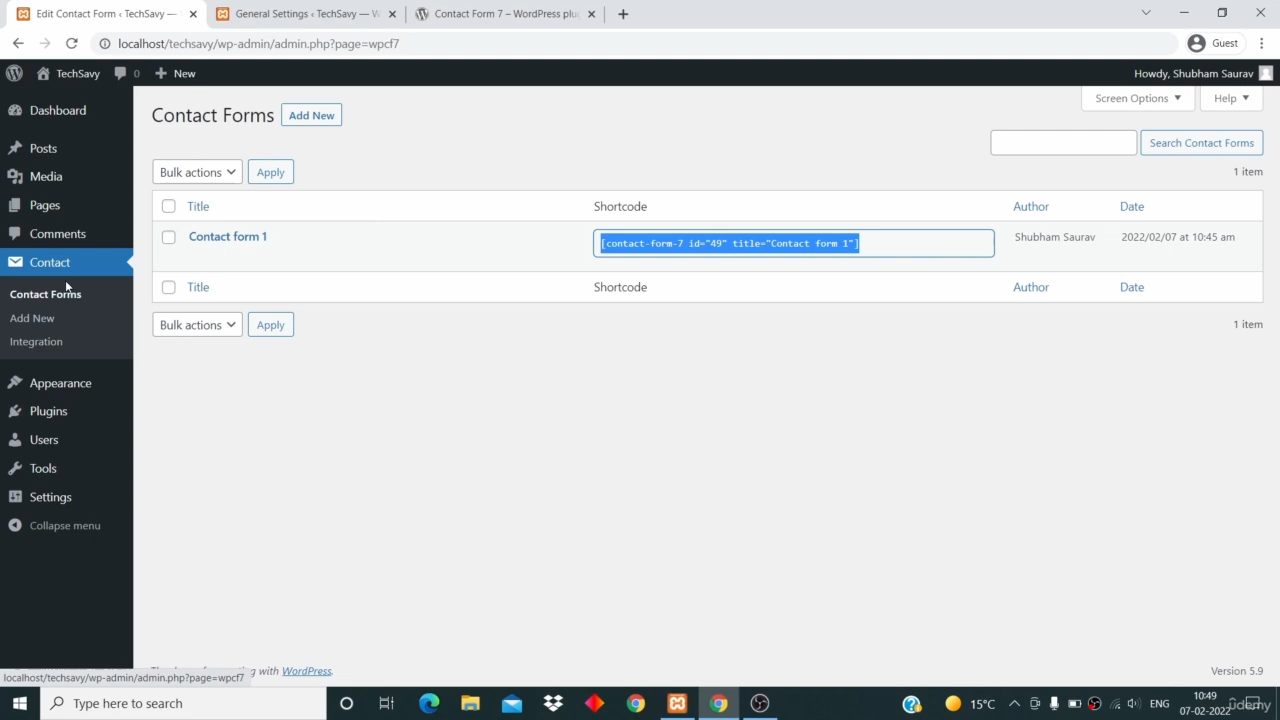 Edit Contact Form ‹ TechSavy —
General Settings ‹ TechSavy — W
Contact Form 7 – WordPress plug
localhost/techsavy/wp-admin/admin.php?page=wpcf7
Guest
TechSavy
0
New
Howdy, Shubham Saurav
Dashboard
Posts
Media
Pages
Comments
Contact
Contact Forms
Add New
Integration
Appearance
Plugins
Users
Tools
Settings
Collapse menu
Contact Forms
Add New
Screen Options
Help
Search Contact Forms
Bulk actions
Apply
1 item
Title
Shortcode
Author
Date
Contact form 1
[contact-form-7 id="49" title="Contact form 1"]
Shubham Saurav
2022/02/07 at 10:45 am
Title
Shortcode
Author
Date
Bulk actions
Apply
1 item
with WordPress.
Version 5.9
localhost/techsavy/wp-admin/admin.php?page=wpcf7
Type here to search
15°C
ENG
10:49
07-02-2022
udemy